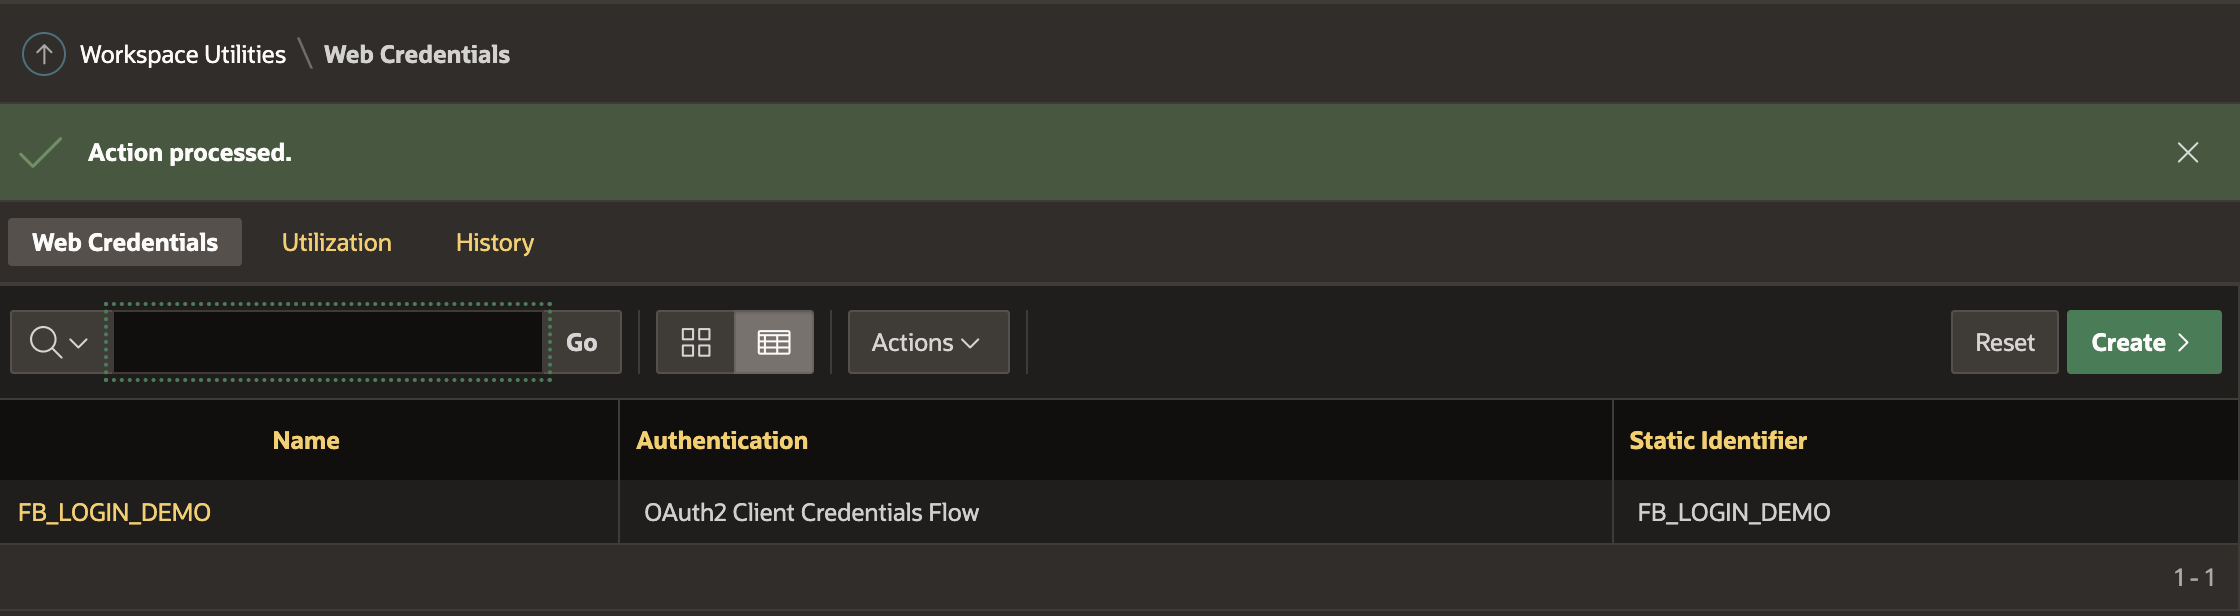 Workspace Utilities \ Web Credentials
Action processed.
Web Credentials Utilization History
Go Actions Reset Create
Name Authentication Static Identifier
FB_LOGIN_DEMO OAuth2 Client Credentials Flow FB_LOGIN_DEMO
1 - 1